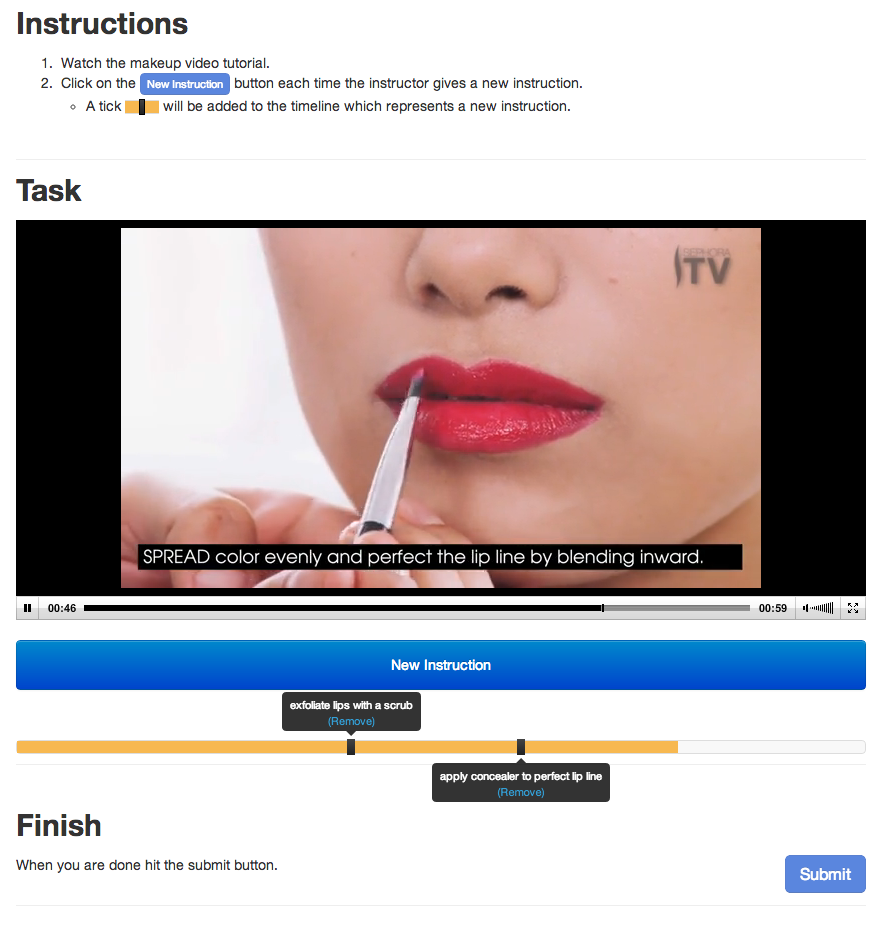 Instructions
1. Watch the makeup video tutorial.
2. Click on the New Instruction button each time the instructor gives a new instruction.
A tick will be added to the timeline which represents a new instruction.
Task
SEPHORA
TV
SPREAD color evenly and perfect the lip line by blending inward.
00:46 00:59
New Instruction
exfoliate lips with a scrub
(Remove)
apply concealer to perfect lip line
(Remove)
Finish
When you are done hit the submit button.
Submit